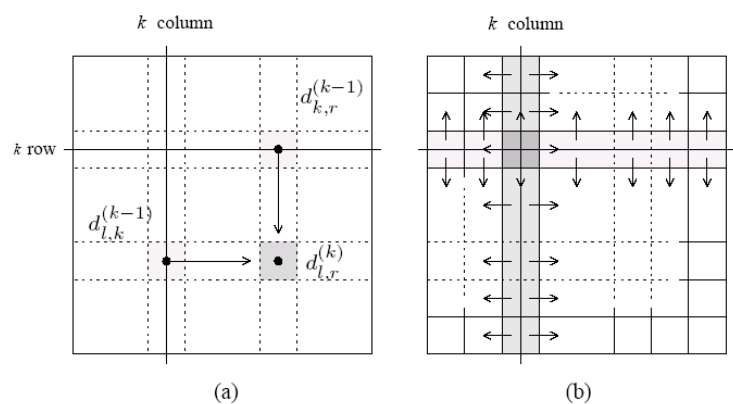 k column
k column
d_{k,r}^{(k-1)}
k row
d_{l,k}^{(k-1)}
d_{l,r}^{(k)}
(a)
(b)